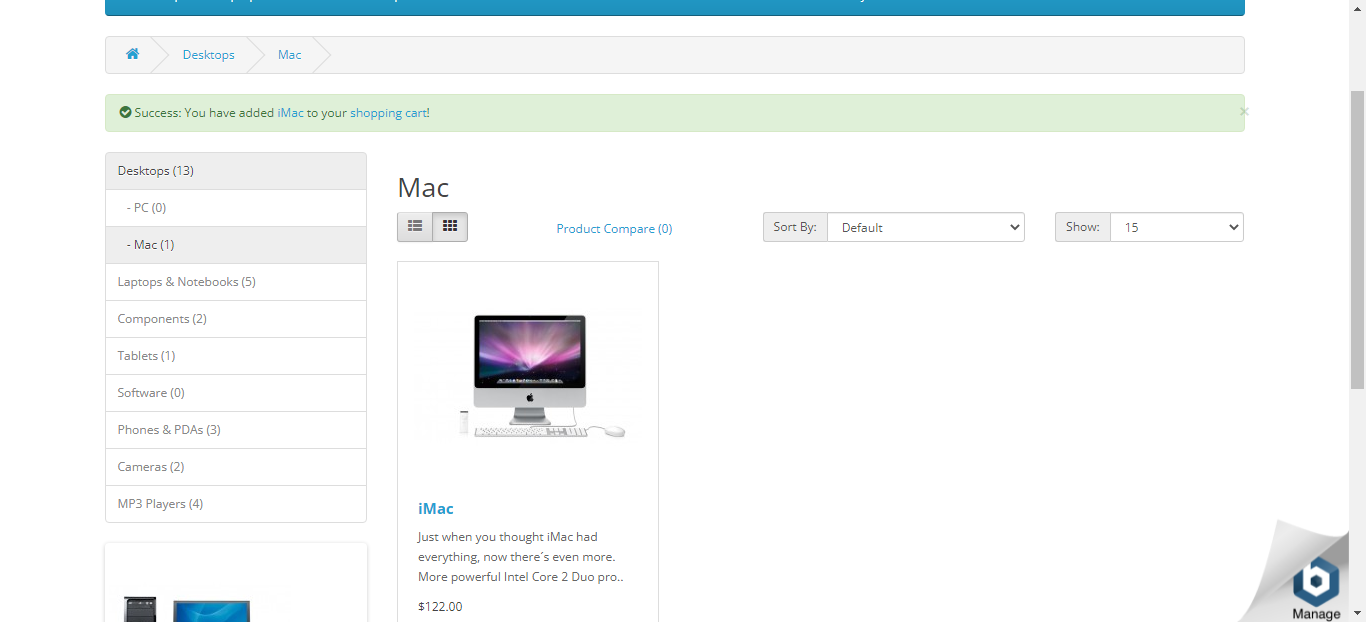 Desktops
Mac
Success: You have added iMac to your shopping cart!
×
Desktops (13)
- PC (0)
- Mac (1)
Laptops & Notebooks (5)
Components (2)
Tablets (1)
Software (0)
Phones & PDAs (3)
Cameras (2)
MP3 Players (4)
Mac
Product Compare (0)
Sort By:
Default
Show:
15
iMac
Just when you thought iMac had
everything, now there´s even more.
More powerful Intel Core 2 Duo pro..
$122.00
Manage